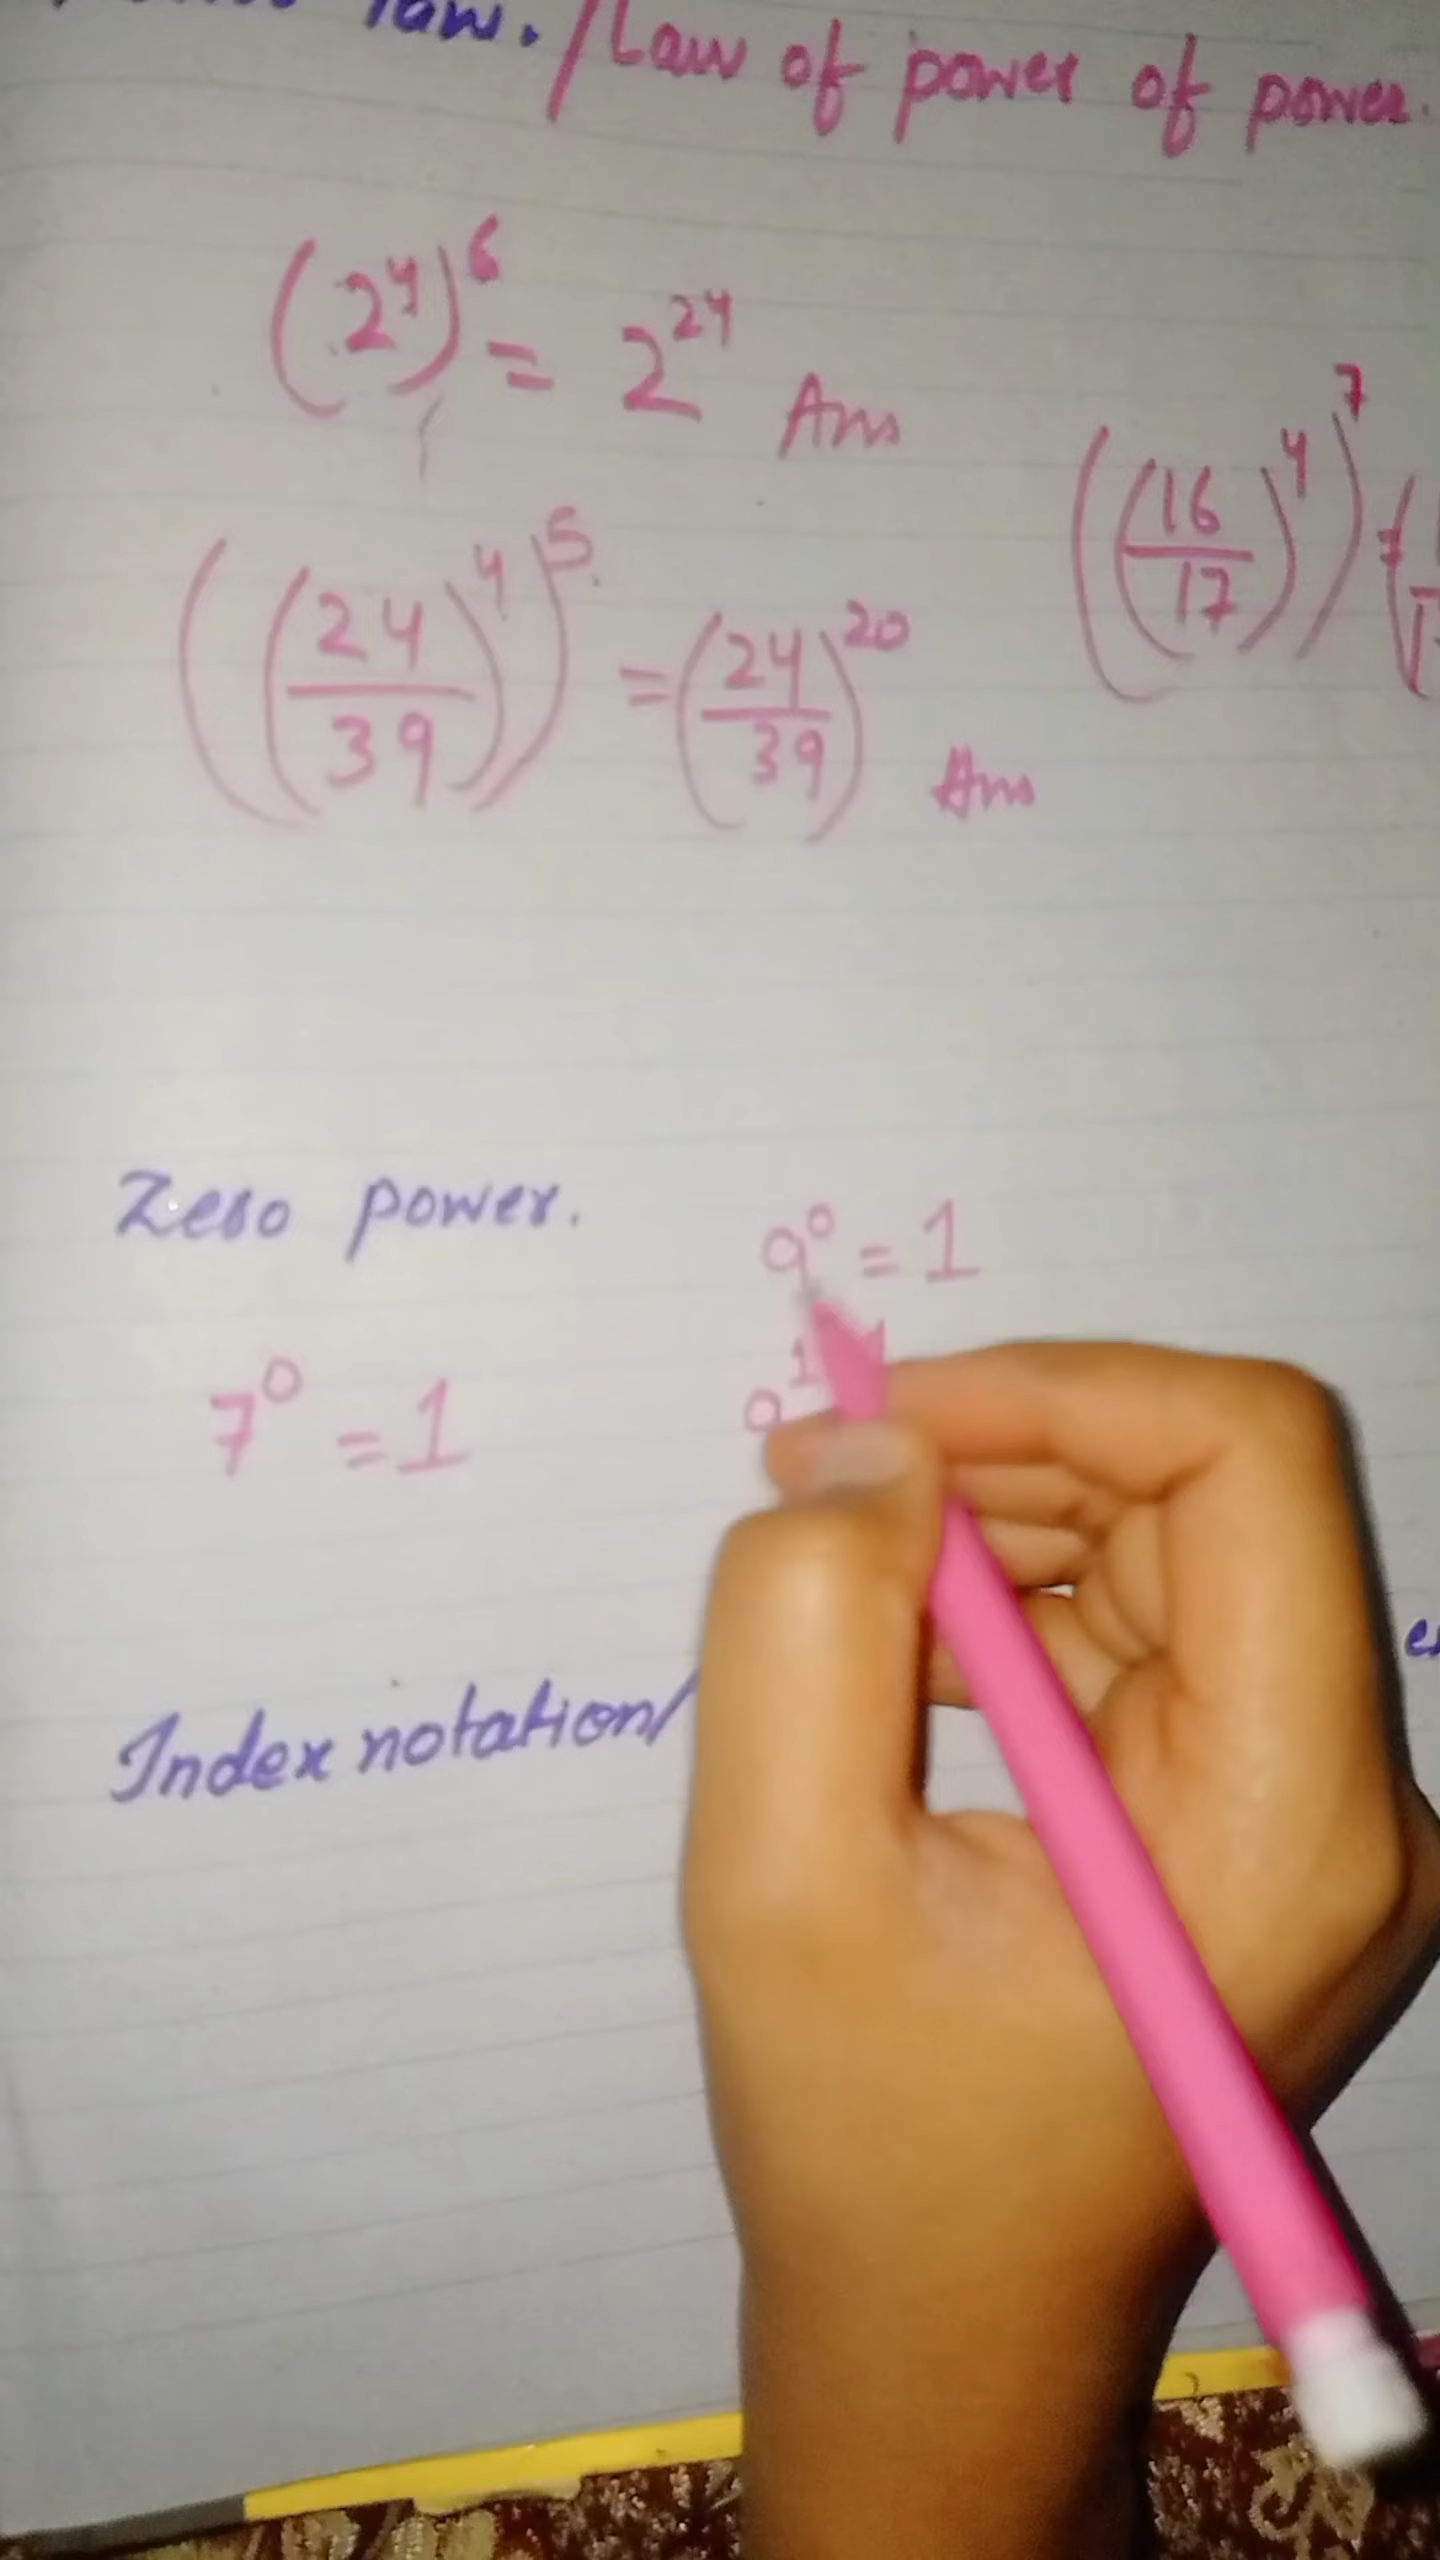 law. / Law of power of power.
(2⁴)⁶ = 2²⁴ Ans
((24/39)⁴)⁵ = (24/39)²⁰ Ans
((16/17)⁴)⁷ = (
Zero power.
9⁰ = 1
7⁰ = 1
9¹
Index notation/